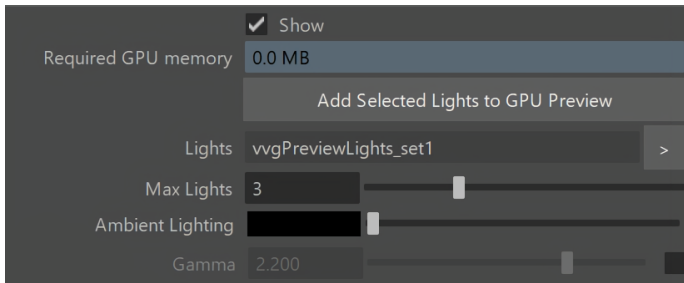 Show
Required GPU memory 0.0 MB
Add Selected Lights to GPU Preview
Lights vvgPreviewLights_set1 >
Max Lights 3
Ambient Lighting
Gamma 2.200